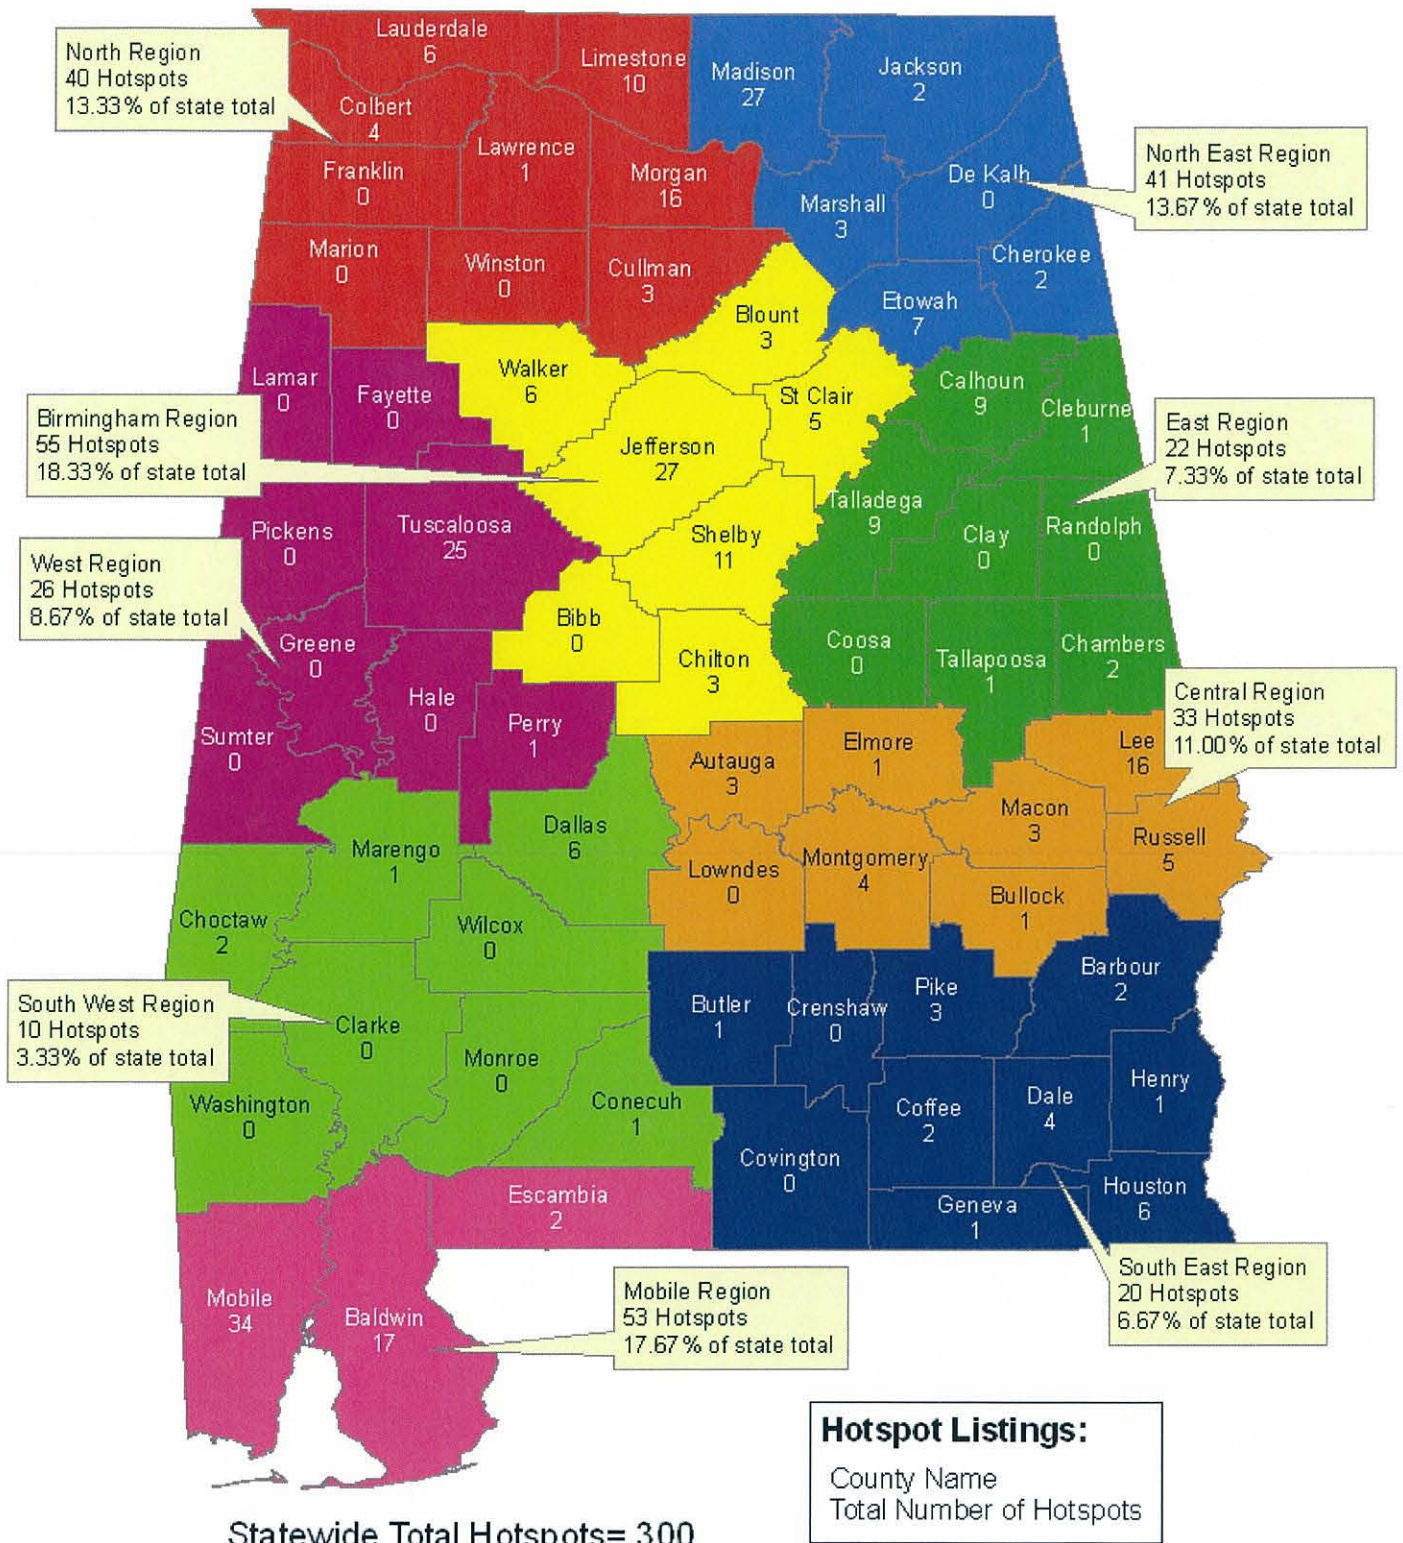 Lauderdale
6
North Region
40 Hotspots
13.33% of state total
Limestone
10
Madison
27
Jackson
2
Colbert
4
Lawrence
1
Franklin
0
Morgan
16
North East Region
41 Hotspots
13.67% of state total
De Kalb
0
Marshall
3
Marion
0
Winston
0
Cullman
3
Cherokee
2
Etowah
7
Blount
3
Walker
6
Lamar
0
Fayette
0
St Clair
5
Calhoun
9
Cleburne
1
Birmingham Region
55 Hotspots
18.33% of state total
East Region
22 Hotspots
7.33% of state total
Jefferson
27
Talladega
9
Pickens
0
Tuscaloosa
25
Shelby
11
Clay
0
Randolph
0
West Region
26 Hotspots
8.67% of state total
Bibb
0
Greene
0
Chilton
3
Coosa
0
Tallapoosa
1
Chambers
2
Hale
0
Perry
1
Sumter
0
Central Region
33 Hotspots
11.00% of state total
Autauga
3
Elmore
1
Lee
16
Macon
3
Russell
5
Dallas
6
Marengo
1
Lowndes
0
Montgomery
4
Bullock
1
Choctaw
2
Wilcox
0
Barbour
2
South West Region
10 Hotspots
3.33% of state total
Butler
1
Crenshaw
0
Pike
3
Clarke
0
Monroe
0
Conecuh
1
Washington
0
Coffee
2
Dale
4
Henry
1
Covington
0
Houston
6
Geneva
1
Escambia
2
South East Region
20 Hotspots
6.67% of state total
Mobile
34
Baldwin
17
Mobile Region
53 Hotspots
17.67% of state total
Hotspot Listings:
County Name
Total Number of Hotspots
Statewide Total Hotspots= 300